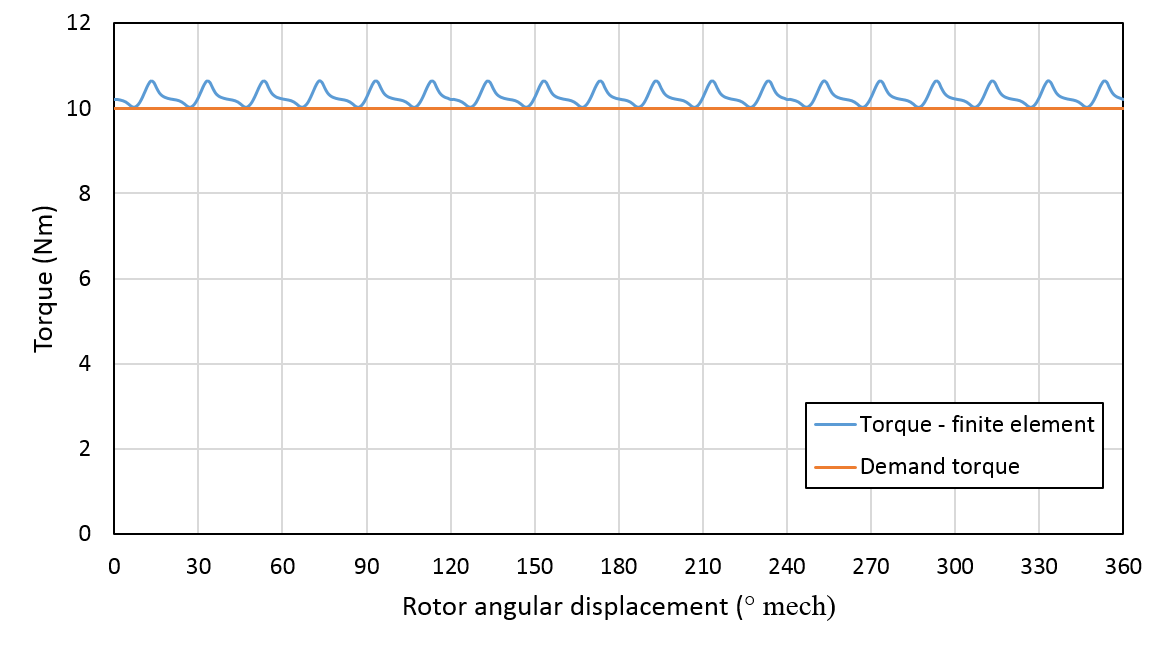 12
10
8
6
4
2
0
Torque (Nm)
Torque - finite element
Demand torque
0 30 60 90 120 150 180 210 240 270 300 330 360
Rotor angular displacement (° mech)